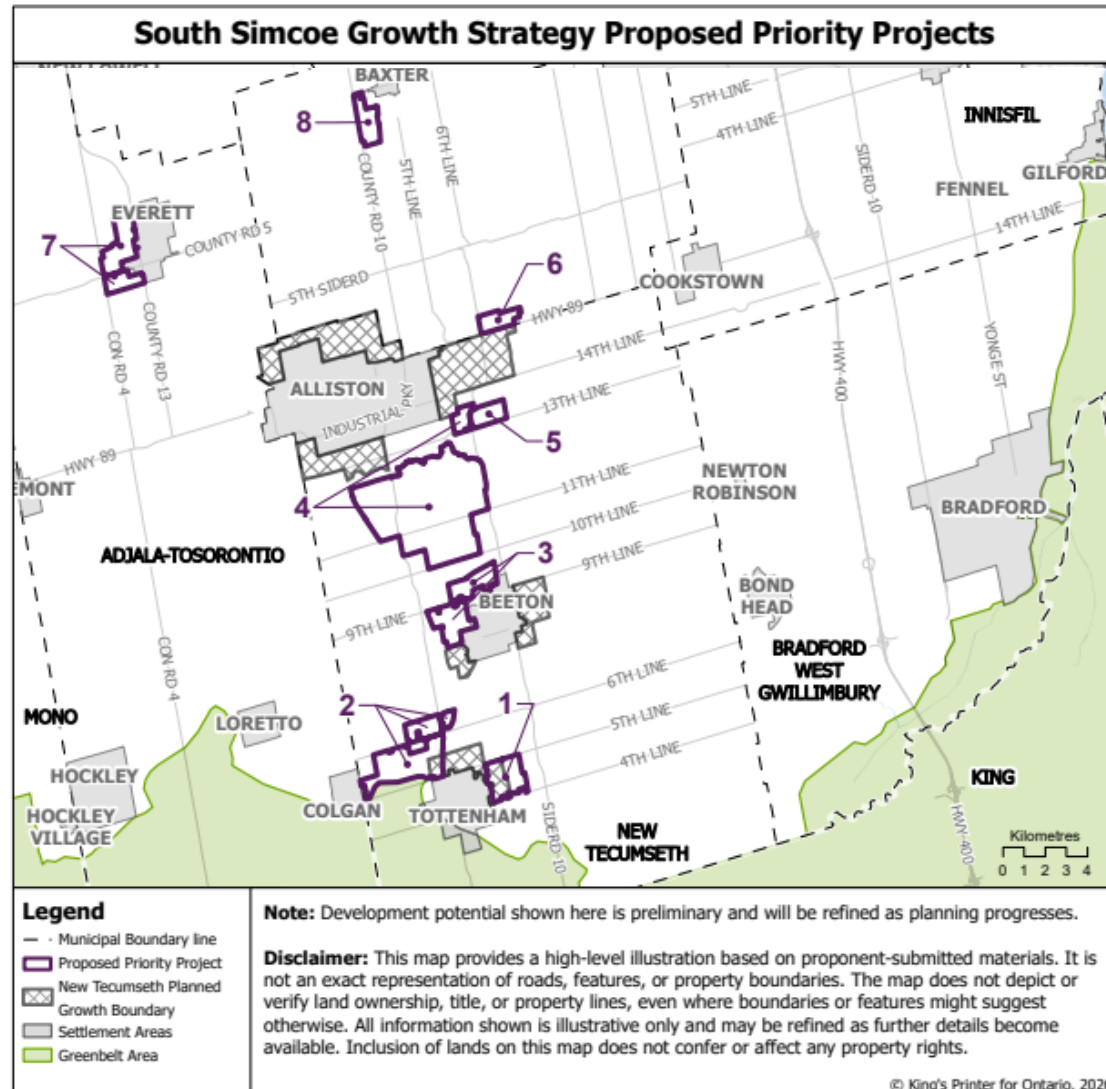 South Simcoe Growth Strategy Proposed Priority Projects
BAXTER
8
5TH LINE
4TH LINE
INNISFIL
6TH LINE
5TH LINE
COUNTY RD 10
SIDERD 10
FENNEL
GILFORD
EVERETT
7
COUNTY RD 5
14TH LINE
5TH SIDERD
6
HWY 89
COOKSTOWN
CON RD 4
COUNTY RD 13
14TH LINE
HWY 400
YONGE ST
ALLISTON
PKY
INDUSTRIAL
13TH LINE
5
HWY 89
EMONT
4
11TH LINE
NEWTON
ROBINSON
10TH LINE
BRADFORD
ADJALA-TOSORONTIO
3
9TH LINE
BEETON
BOND
HEAD
9TH LINE
CON RD 4
BRADFORD
WEST
GWILLIMBURY
6TH LINE
2
1
5TH LINE
MONO
LORETTO
4TH LINE
HOCKLEY
KING
COLGAN
TOTTENHAM
HOCKLEY
VILLAGE
SIDERD 10
NEW
TECUMSETH
HWY 400
Kilometres
0 1 2 3 4
Legend
Municipal Boundary line
Proposed Priority Project
New Tecumseth Planned
Growth Boundary
Settlement Areas
Greenbelt Area
Note: Development potential shown here is preliminary and will be refined as planning progresses.
Disclaimer: This map provides a high-level illustration based on proponent-submitted materials. It is
not an exact representation of roads, features, or property boundaries. The map does not depict or
verify land ownership, title, or property lines, even where boundaries or features might suggest
otherwise. All information shown is illustrative only and may be refined as further details become
available. Inclusion of lands on this map does not confer or affect any property rights.
© King's Printer for Ontario,